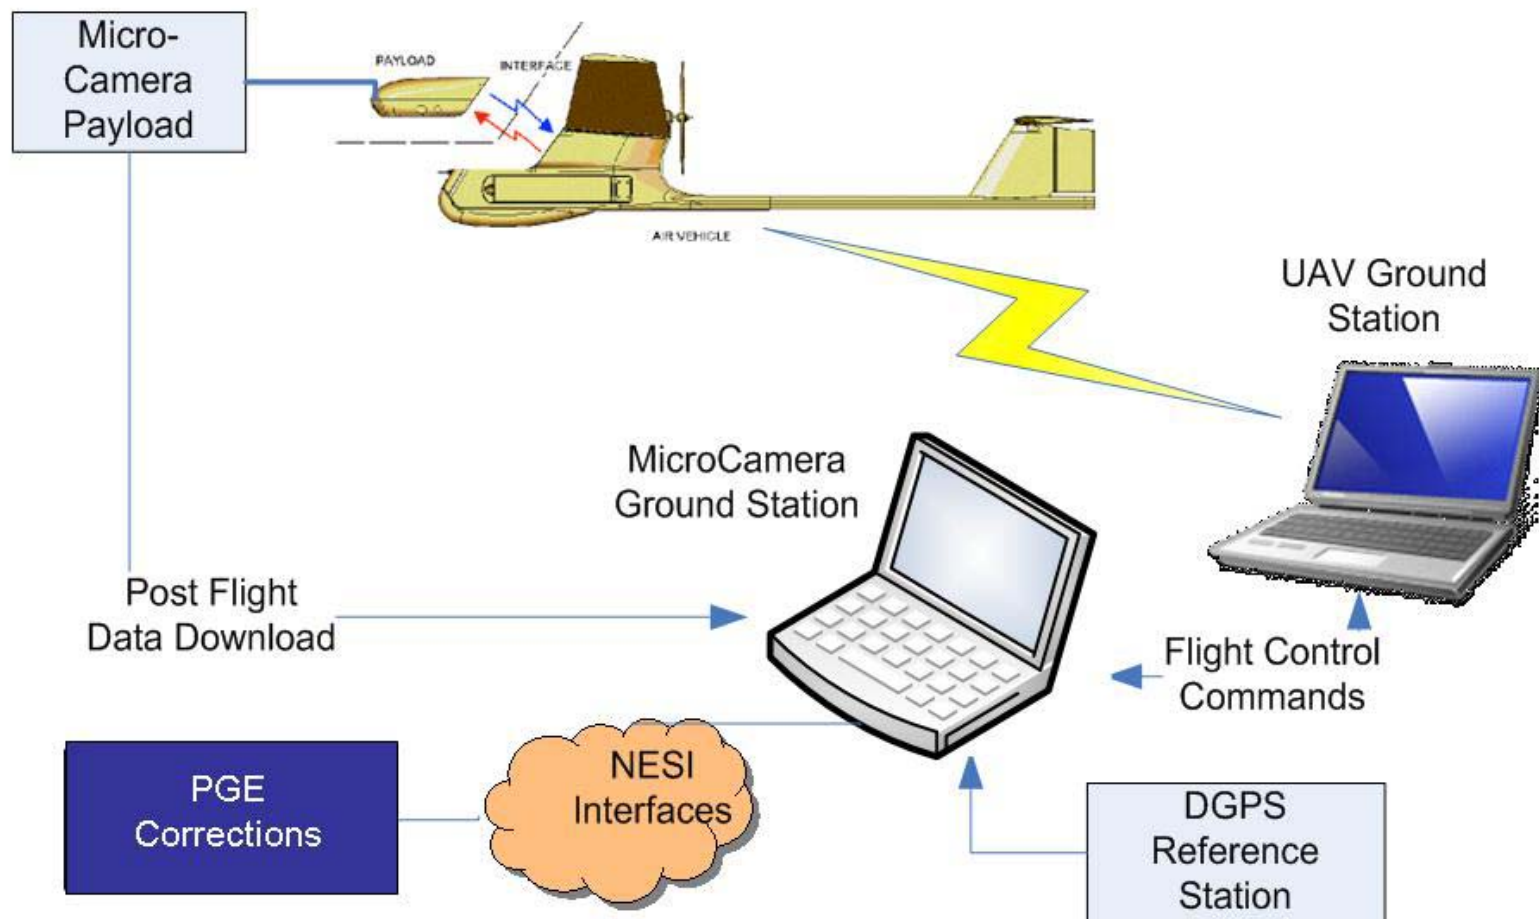 Micro-
Camera
Payload
PAYLOAD
INTERFACE
AIR VEHICLE
UAV Ground
Station
MicroCamera
Ground Station
Post Flight
Data Download
Flight Control
Commands
NESI
Interfaces
PGE
Corrections
DGPS
Reference
Station